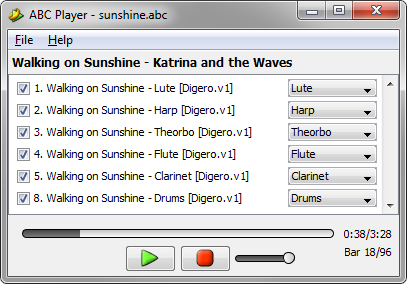 ABC Player - sunshine.abc
File Help
Walking on Sunshine - Katrina and the Waves
1. Walking on Sunshine - Lute [Digero.v1] Lute
2. Walking on Sunshine - Harp [Digero.v1] Harp
3. Walking on Sunshine - Theorbo [Digero.v1] Theorbo
4. Walking on Sunshine - Flute [Digero.v1] Flute
5. Walking on Sunshine - Clarinet [Digero.v1] Clarinet
8. Walking on Sunshine - Drums [Digero.v1] Drums
0:38/3:28
Bar 18/96